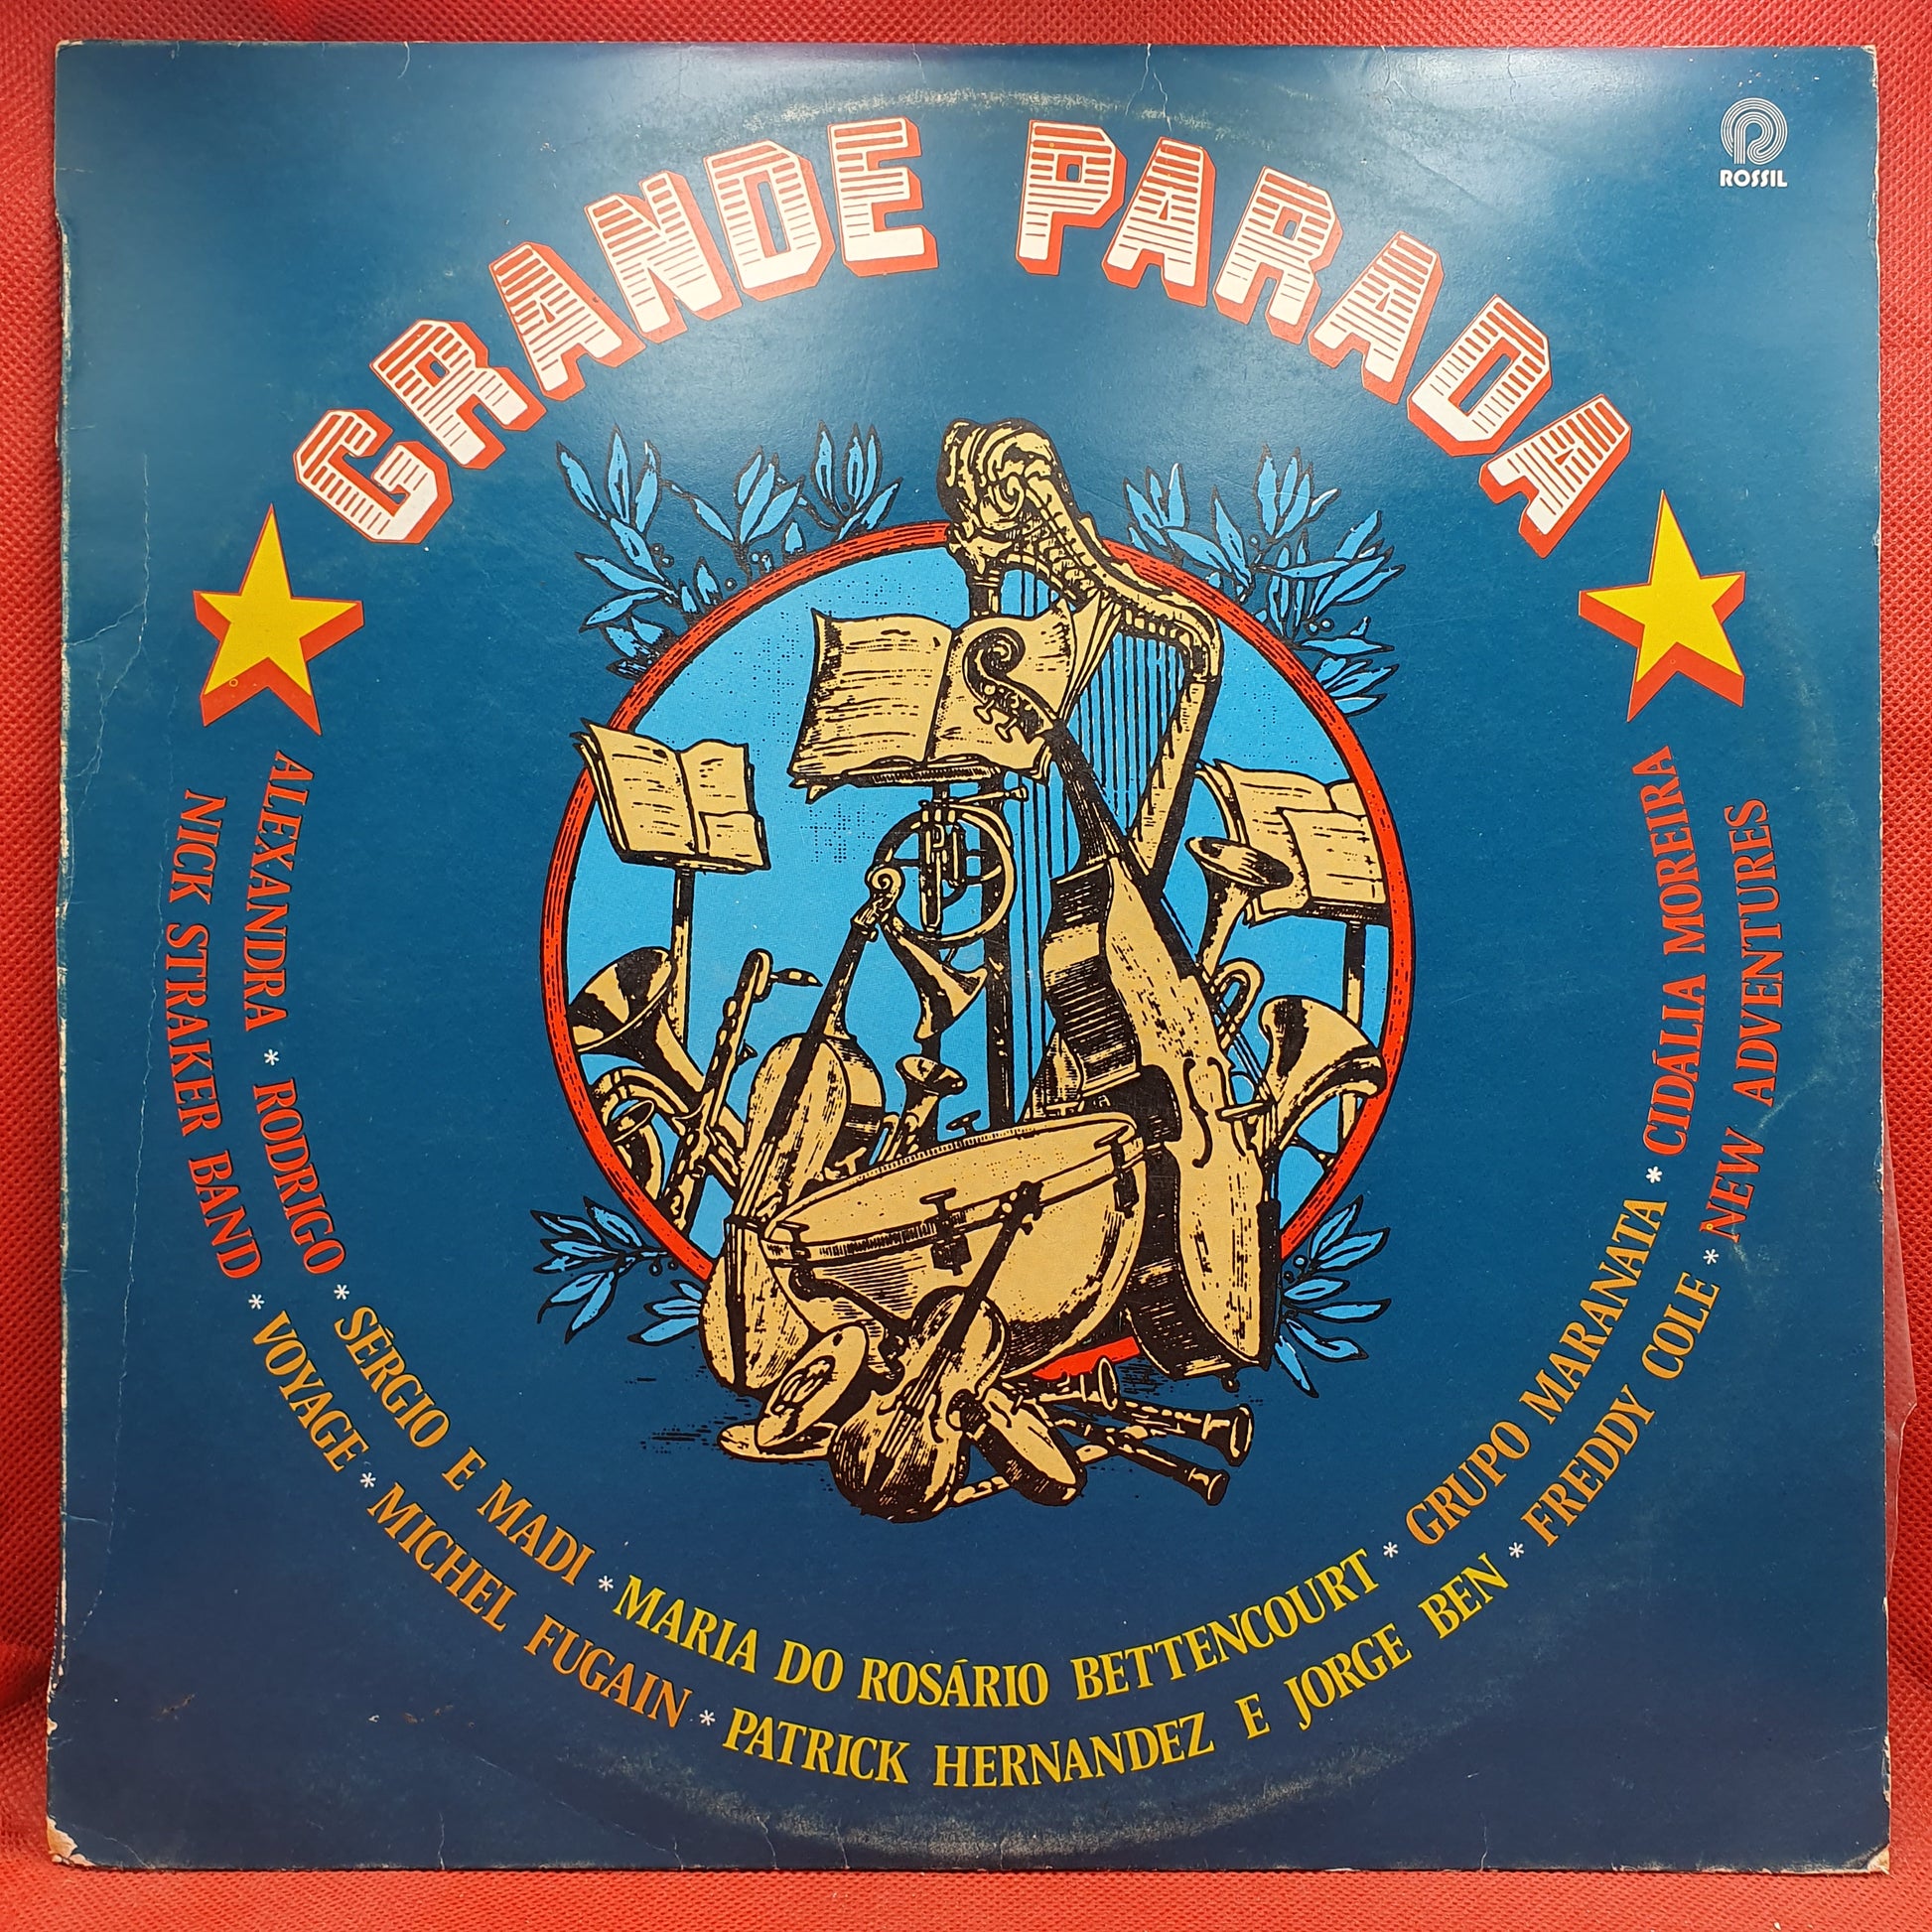 GRANDE PARADA
ROSSIL
ALEXANDRA * RODRIGO * SÉRGIO E MADI * MARIA DO ROSÁRIO BETTENCOURT * GRUPO MARANATA * CIDÁLIA MOREIRA
NICK STRAKER BAND * VOYAGE * MICHEL FUGAIN * PATRICK HERNANDEZ E JORGE BEN * FREDDY COLE * NEW ADVENTURES